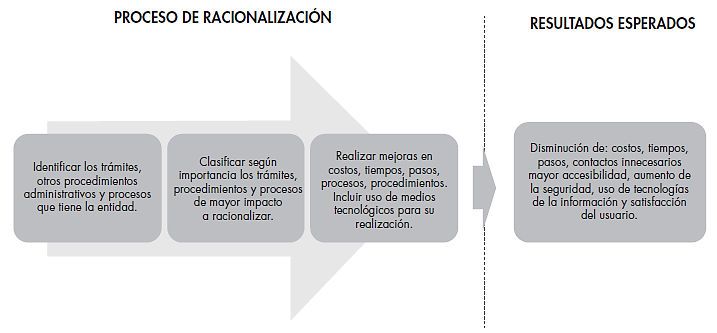 PROCESO DE RACIONALIZACIÓN
RESULTADOS ESPERADOS
Identificar los trámites,
otros procedimientos
administrativos y procesos
que tiene la entidad.
Clasificar según
importancia los trámites,
procedimientos y procesos
de mayor impacto
a racionalizar.
Realizar mejoras en
costos, tiempos, pasos,
procesos, procedimientos.
Incluir uso de medios
tecnológicos para su
realización.
Disminución de: costos, tiempos,
pasos, contactos innecesarios
mayor accesibilidad, aumento de
la seguridad, uso de tecnologías
de la información y satisfacción
del usuario.